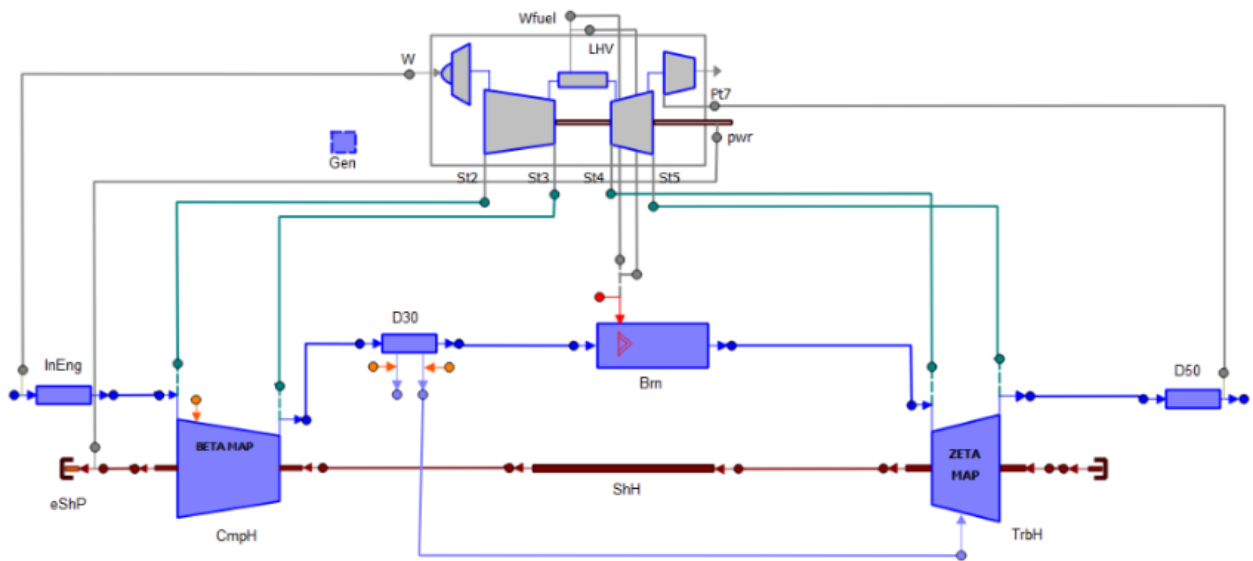 Wfuel
LHV
W
Pt7
pwr
Gen
St2
St3
St4
St5
D30
InEng
Brn
D50
BETA MAP
ZETA
MAP
eShP
ShH
CmpH
TrbH